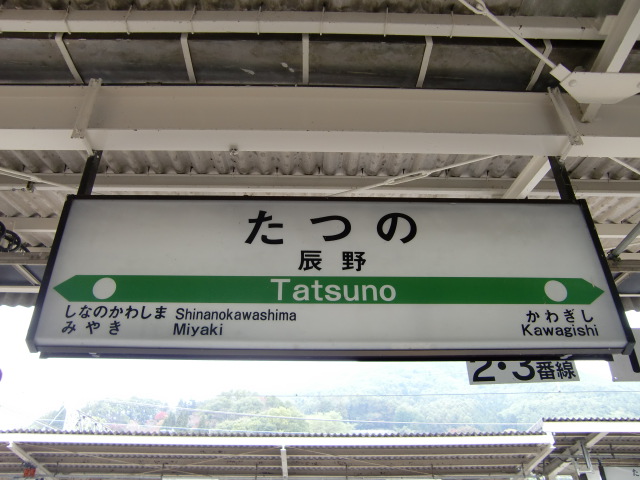 たつの
辰野
Tatsuno
しなのかわしま Shinanokawashima
みやき Miyaki
かわぎし
Kawagishi
2・3番線